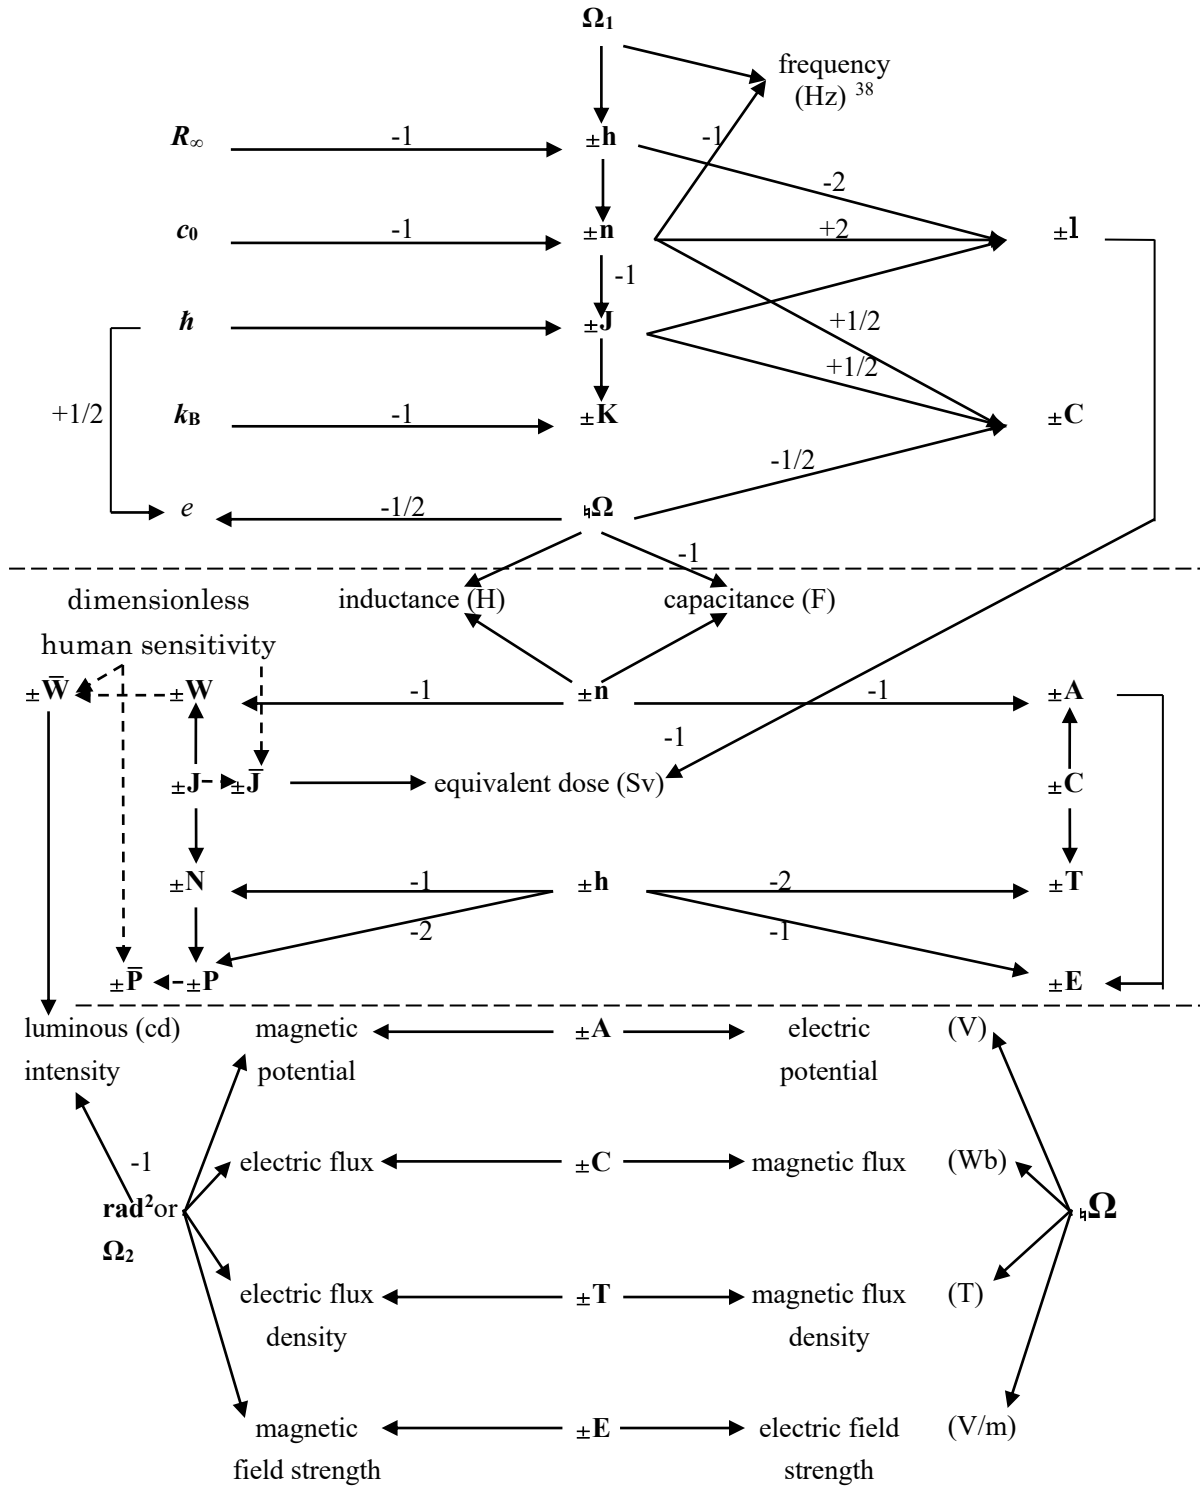 Ω₁
frequency
(Hz) ³⁸
R∞ -1 ±h -1
-2
c₀ -1 ±n +2 ±l
-1
ħ ±J +1/2
+1/2
+1/2 k_B -1 ±K ±C
-1/2
e -1/2 ♮Ω
-1
dimensionless inductance (H) capacitance (F)
human sensitivity
±W̄ ±W -1 ±n -1 ±A
-1
±J ±J̄ equivalent dose (Sv) ±C
±N -1 ±h -2 ±T
-2 -1
±P̄ ±P ±E
luminous (cd) magnetic ±A electric (V)
intensity potential potential
-1 electric flux ±C magnetic flux (Wb)
rad² or ♮Ω
Ω₂
electric flux ±T magnetic flux (T)
density density
magnetic ±E electric field (V/m)
field strength strength